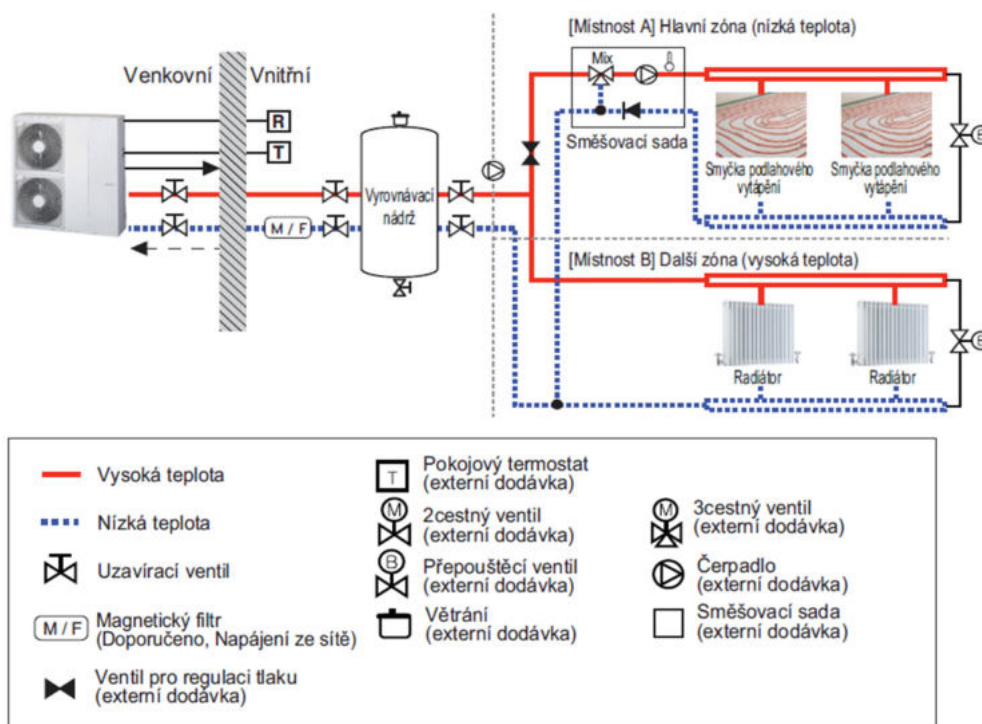 [Místnost A] Hlavní zóna (nízká teplota)
Venkovní
Vnitřní
Mix
R
T
Směšovací sada
Smyčka podlahového
vytápění
Smyčka podlahového
vytápění
B
Vyrovnávací
nádrž
M / F
[Místnost B] Další zóna (vysoká teplota)
B
Radiátor
Radiátor
Vysoká teplota
Nízká teplota
Uzavírací ventil
M / F
Magnetický filtr
(Doporučeno, Napájení ze sítě)
Ventil pro regulaci tlaku
(externí dodávka)
T
Pokojový termostat
(externí dodávka)
M
2cestný ventil
(externí dodávka)
B
Přepouštěcí ventil
(externí dodávka)
Větrání
(externí dodávka)
M
3cestný ventil
(externí dodávka)
Čerpadlo
(externí dodávka)
Směšovací sada
(externí dodávka)